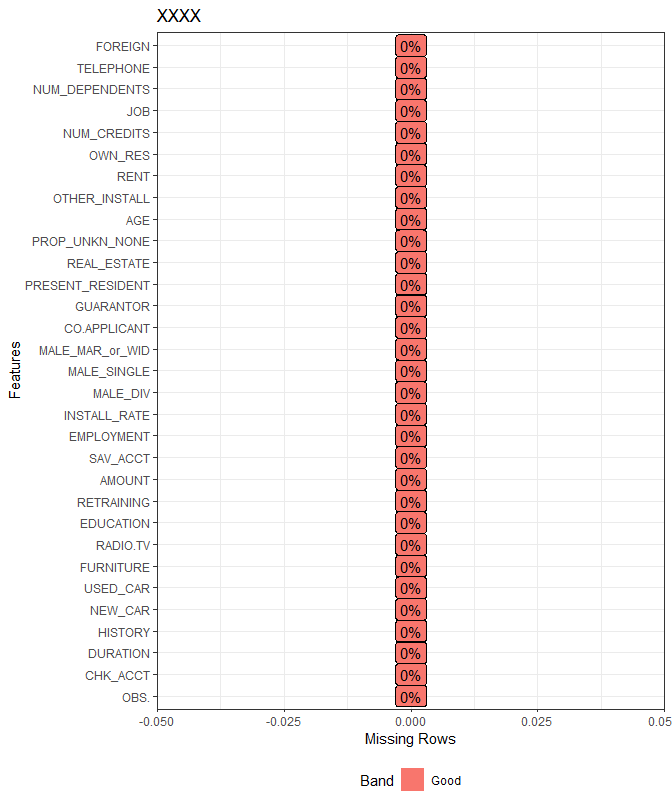 XXXX
Features
FOREIGN 0%
TELEPHONE 0%
NUM_DEPENDENTS 0%
JOB 0%
NUM_CREDITS 0%
OWN_RES 0%
RENT 0%
OTHER_INSTALL 0%
AGE 0%
PROP_UNKN_NONE 0%
REAL_ESTATE 0%
PRESENT_RESIDENT 0%
GUARANTOR 0%
CO.APPLICANT 0%
MALE_MAR_or_WID 0%
MALE_SINGLE 0%
MALE_DIV 0%
INSTALL_RATE 0%
EMPLOYMENT 0%
SAV_ACCT 0%
AMOUNT 0%
RETRAINING 0%
EDUCATION 0%
RADIO.TV 0%
FURNITURE 0%
USED_CAR 0%
NEW_CAR 0%
HISTORY 0%
DURATION 0%
CHK_ACCT 0%
OBS. 0%
-0.050 -0.025 0.000 0.025 0.05
Missing Rows
Band Good